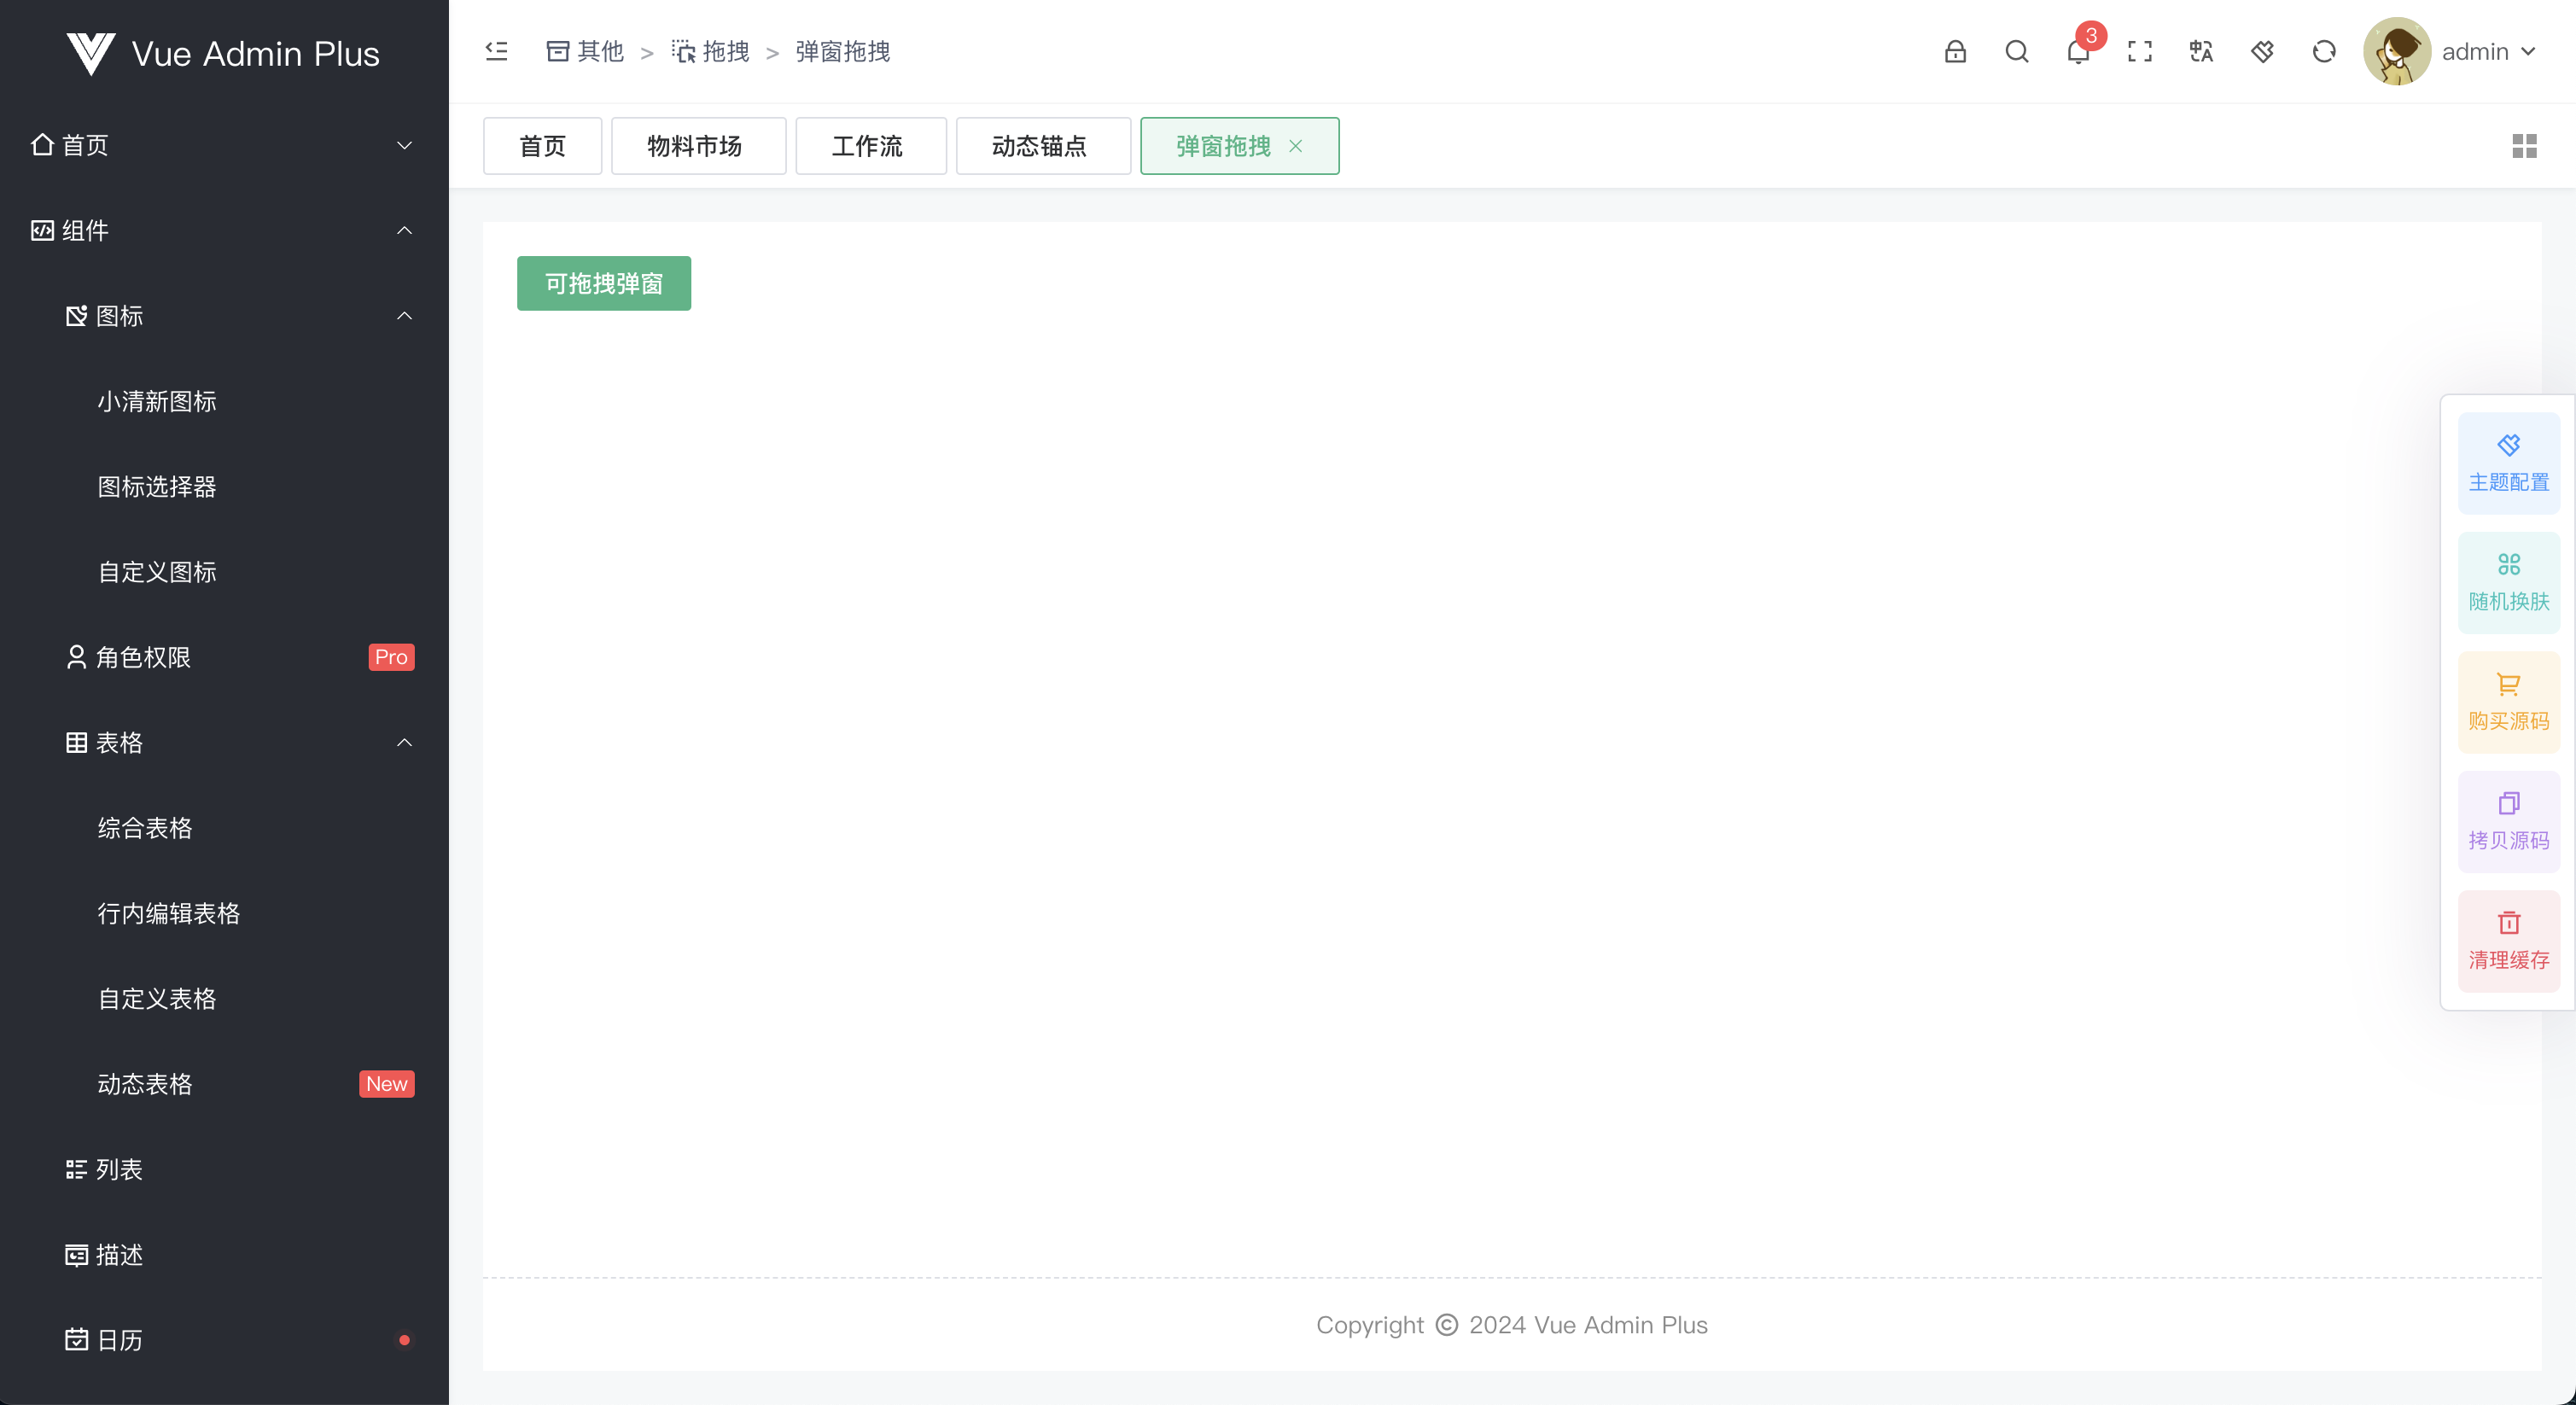 Vue Admin Plus
首页
组件
图标
小清新图标
图标选择器
自定义图标
角色权限 Pro
表格
综合表格
行内编辑表格
自定义表格
动态表格 New
列表
描述
日历
其他 > 拖拽 > 弹窗拖拽
3
admin
首页 物料市场 工作流 动态锚点 弹窗拖拽
可拖拽弹窗
主题配置
随机换肤
购买源码
拷贝源码
清理缓存
Copyright © 2024 Vue Admin Plus